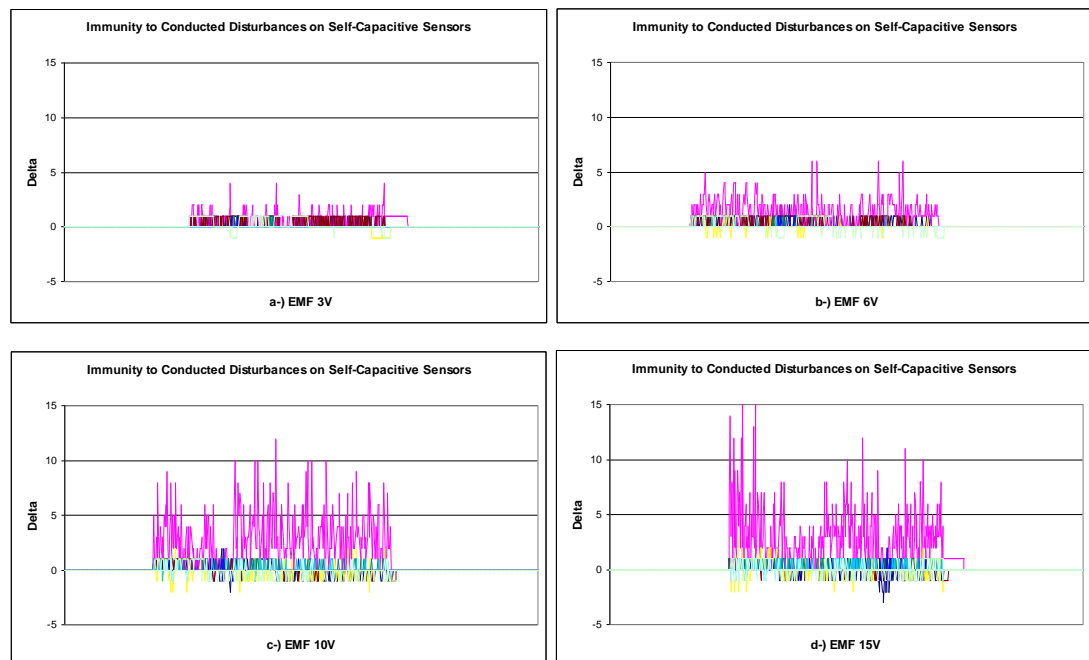 Immunity to Conducted Disturbances on Self-Capacitive Sensors
15
10
5
0
-5
Delta
a-) EMF 3V
Immunity to Conducted Disturbances on Self-Capacitive Sensors
15
10
5
0
-5
Delta
b-) EMF 6V
Immunity to Conducted Disturbances on Self-Capacitive Sensors
15
10
5
0
-5
Delta
c-) EMF 10V
Immunity to Conducted Disturbances on Self-Capacitive Sensors
15
10
5
0
-5
Delta
d-) EMF 15V